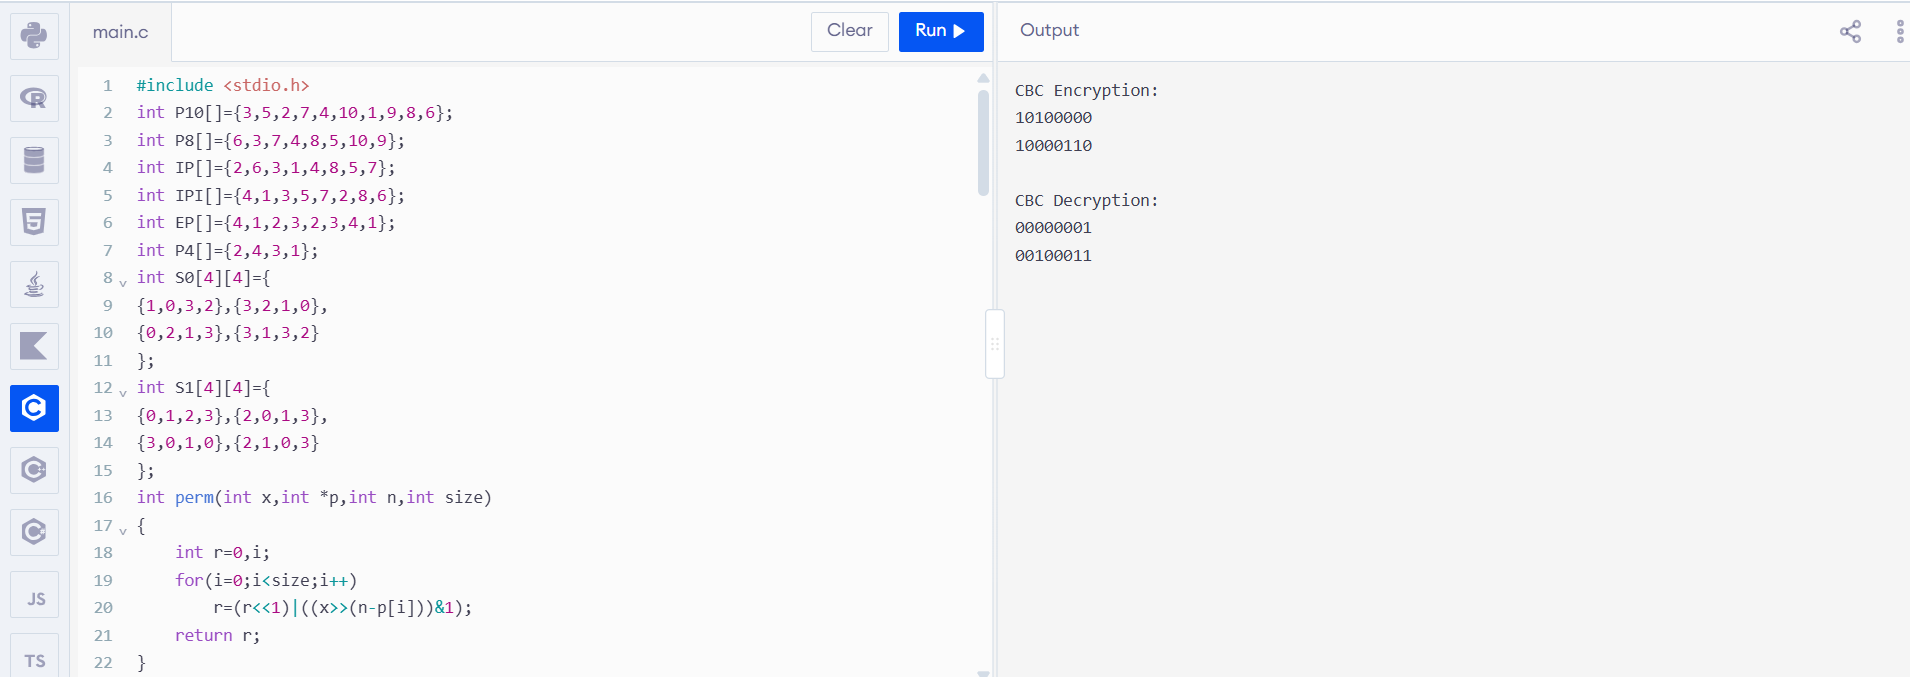 main.c
Clear
Run
Output
1 #include <stdio.h>
2 int P10[]={3,5,2,7,4,10,1,9,8,6};
3 int P8[]={6,3,7,4,8,5,10,9};
4 int IP[]={2,6,3,1,4,8,5,7};
5 int IPI[]={4,1,3,5,7,2,8,6};
6 int EP[]={4,1,2,3,2,3,4,1};
7 int P4[]={2,4,3,1};
8 int S0[4][4]={
9 {1,0,3,2},{3,2,1,0},
10 {0,2,1,3},{3,1,3,2}
11 };
12 int S1[4][4]={
13 {0,1,2,3},{2,0,1,3},
14 {3,0,1,0},{2,1,0,3}
15 };
16 int perm(int x,int *p,int n,int size)
17 {
18     int r=0,i;
19     for(i=0;i<size;i++)
20         r=(r<<1)|((x>>(n-p[i]))&1);
21     return r;
22 }
CBC Encryption:
10100000
10000110
CBC Decryption:
00000001
00100011
R
5
C
C
C
JS
TS